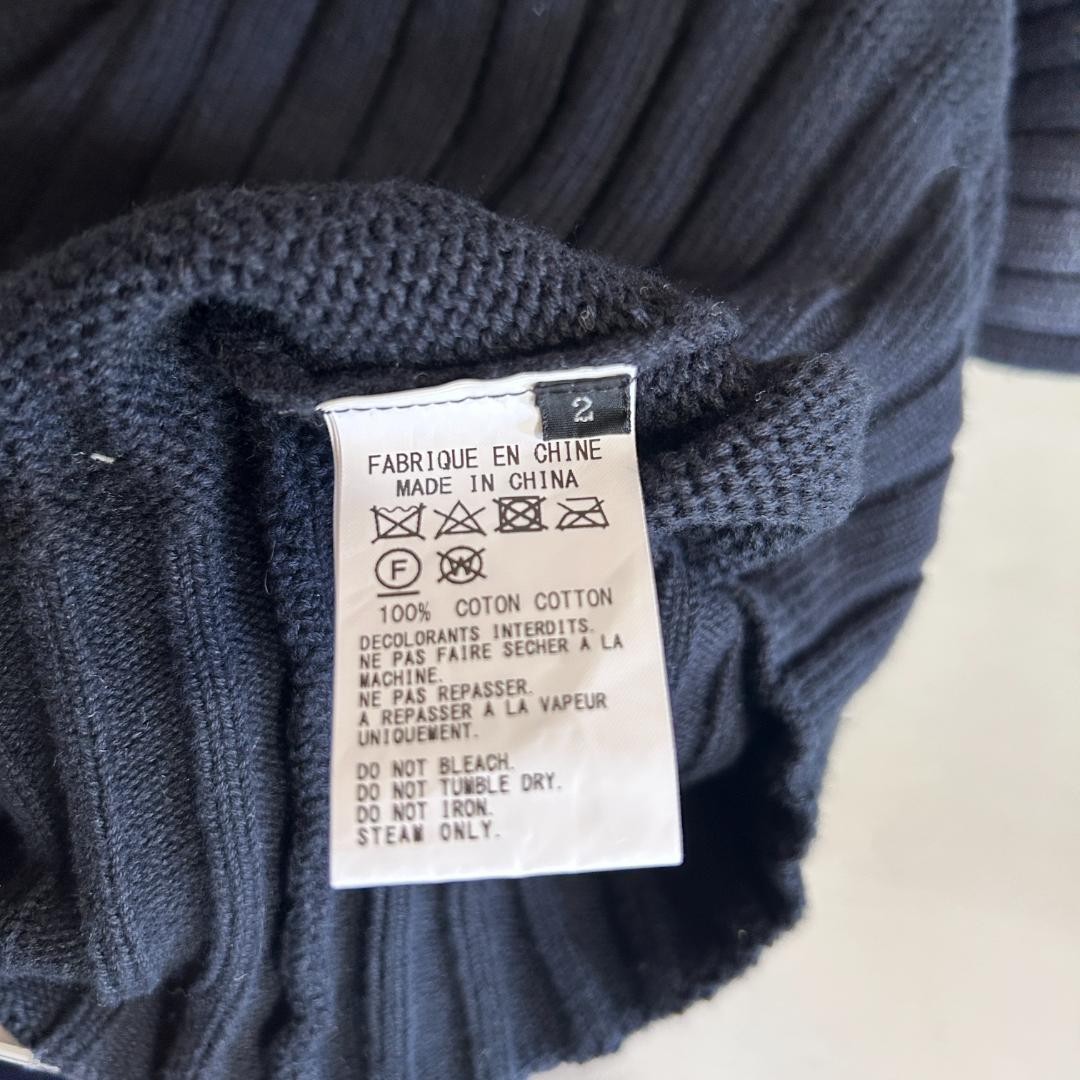 2
FABRIQUE EN CHINE
MADE IN CHINA
F W
100% COTON COTTON
DECOLORANTS INTERDITS.
NE PAS FAIRE SECHER A LA
MACHINE.
NE PAS REPASSER.
A REPASSER A LA VAPEUR
UNIQUEMENT.
DO NOT BLEACH.
DO NOT TUMBLE DRY.
DO NOT IRON.
STEAM ONLY.